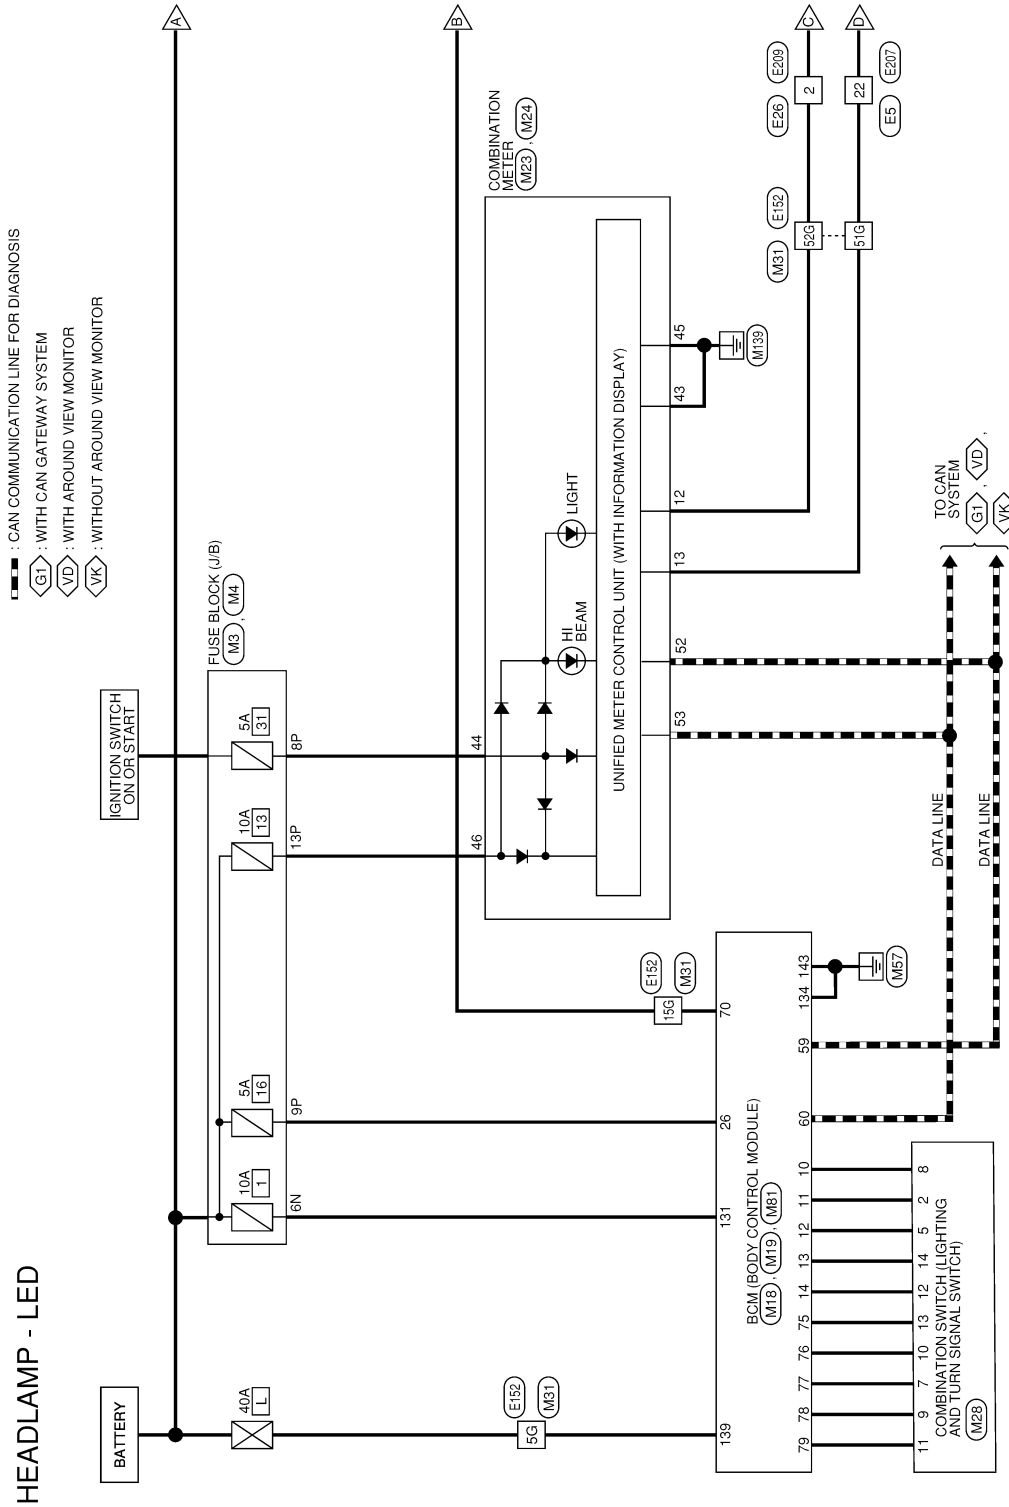 HEADLAMP - LED
: CAN COMMUNICATION LINE FOR DIAGNOSIS
G1 : WITH CAN GATEWAY SYSTEM
VD : WITH AROUND VIEW MONITOR
VK : WITHOUT AROUND VIEW MONITOR
BATTERY
IGNITION SWITCH
ON OR START
A
40A
L
10A
1
5A
16
10A
13
5A
31
FUSE BLOCK (J/B)
M3 , M4
6N
9P
13P
8P
B
5G
E152
M31
15G
E152
M31
46
44
COMBINATION
METER
M23 , M24
HI
BEAM
LIGHT
UNIFIED METER CONTROL UNIT (WITH INFORMATION DISPLAY)
53
52
13
12
43
45
M139
139
131
26
70
BCM (BODY CONTROL MODULE)
M18 , M19 , M81
79
78
77
76
75
14
13
12
11
10
60
59
134
143
M57
11
9
7
10
13
12
14
5
2
8
COMBINATION SWITCH (LIGHTING
AND TURN SIGNAL SWITCH)
M28
DATA LINE
DATA LINE
TO CAN
SYSTEM
G1 , VD ,
VK
M31
E152
52G
51G
E26
E209
2
22
E5
E207
C
D